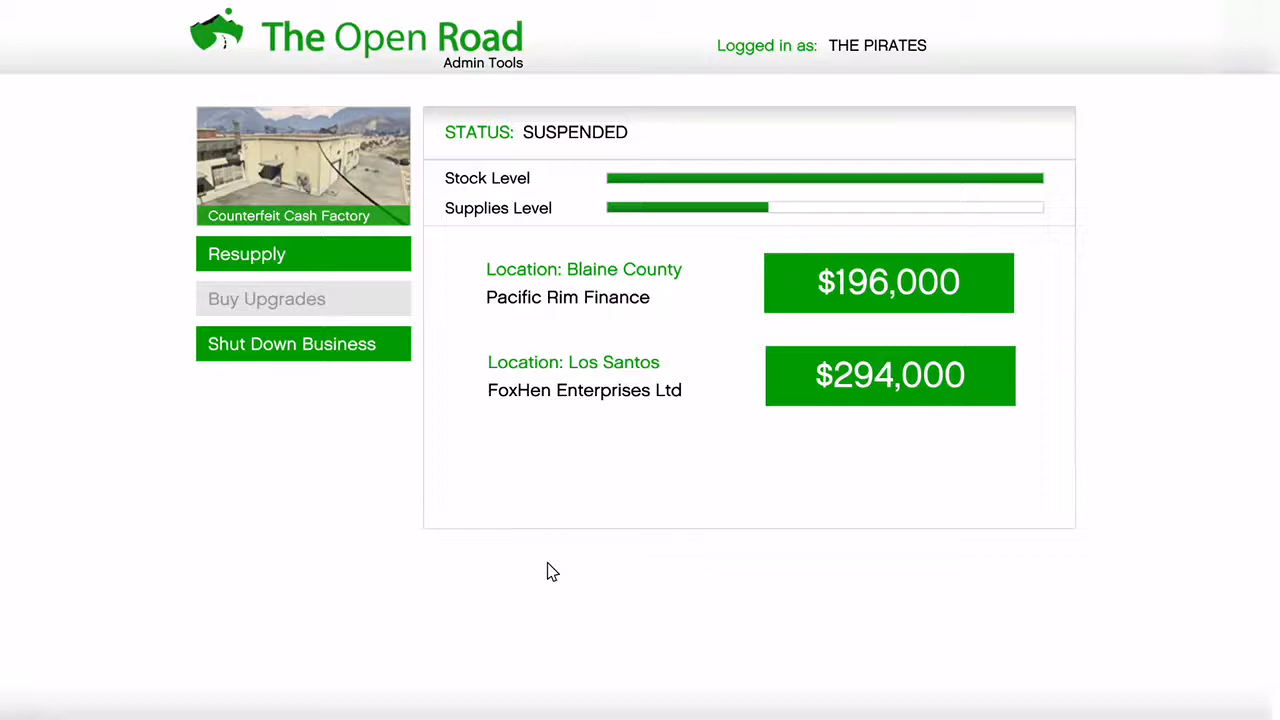 The Open Road
Admin Tools
Logged in as: THE PIRATES
Counterfeit Cash Factory
Resupply
Buy Upgrades
Shut Down Business
STATUS: SUSPENDED
Stock Level
Supplies Level
Location: Blaine County
Pacific Rim Finance
$196,000
Location: Los Santos
FoxHen Enterprises Ltd
$294,000